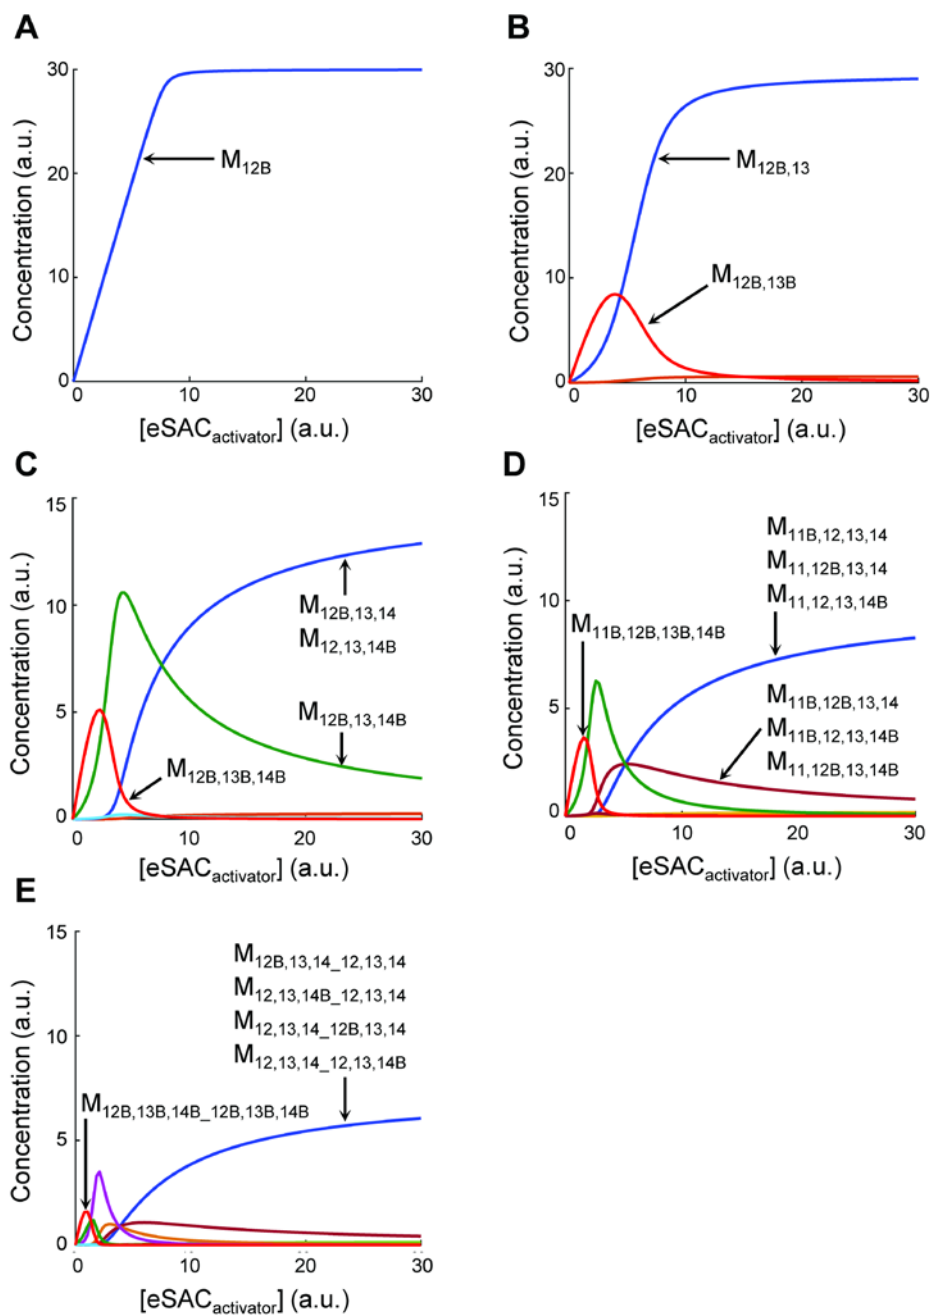 A
Concentration (a.u.)
30
20
10
0
M12B
0 10 20 30
[eSACactivator] (a.u.)
B
Concentration (a.u.)
30
20
10
0
M12B,13
M12B,13B
0 10 20 30
[eSACactivator] (a.u.)
C
Concentration (a.u.)
15
10
5
0
M12B,13,14
M12,13,14B
M12B,13,14B
M12B,13B,14B
0 10 20 30
[eSACactivator] (a.u.)
D
Concentration (a.u.)
15
10
5
0
M11B,12,13,14
M11,12B,13,14
M11,12,13,14B
M11B,12B,13B,14B
M11B,12B,13,14
M11B,12,13,14B
M11,12B,13,14B
0 10 20 30
[eSACactivator] (a.u.)
E
Concentration (a.u.)
15
10
5
0
M12B,13,14_12,13,14
M12,13,14B_12,13,14
M12,13,14_12B,13,14
M12,13,14_12,13,14B
M12B,13B,14B_12B,13B,14B
0 10 20 30
[eSACactivator] (a.u.)